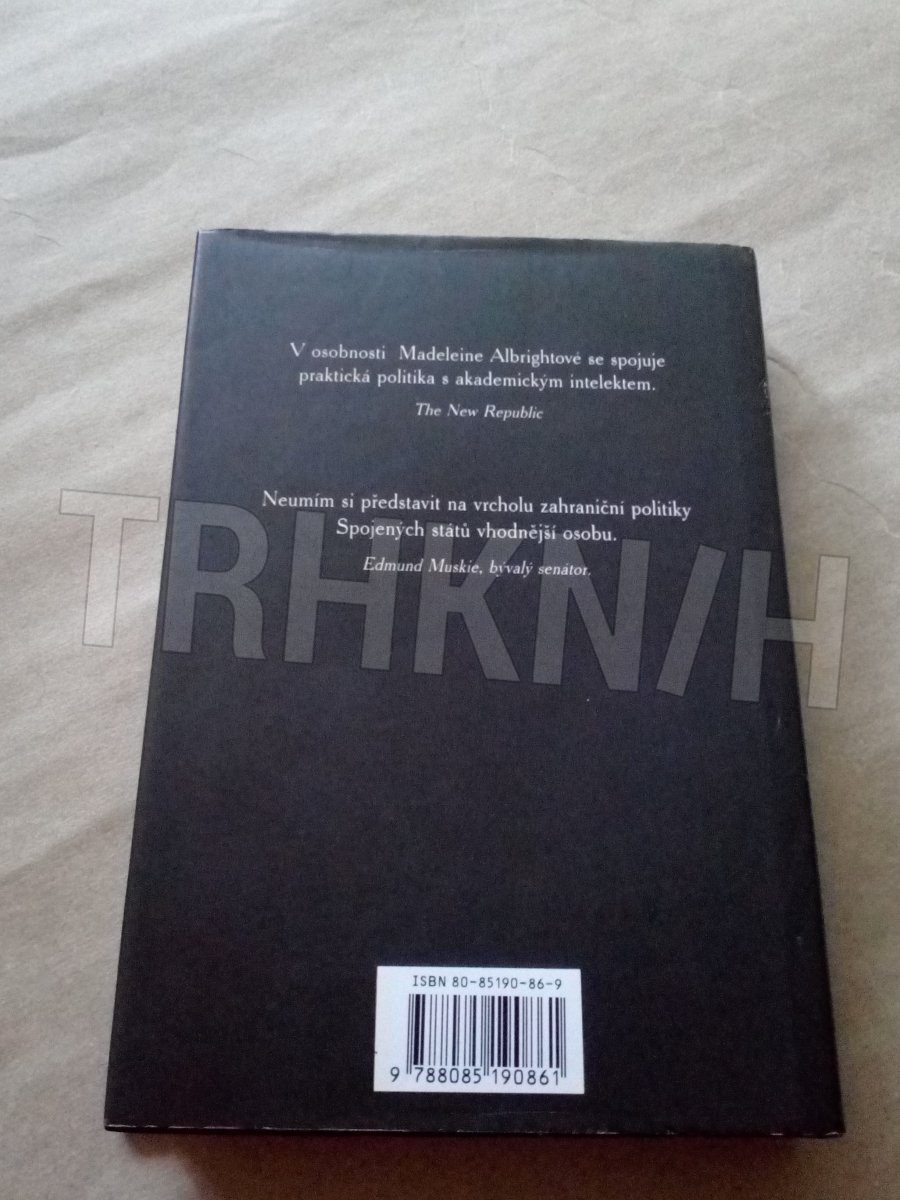 V osobnosti Madeleine Albrightové se spojuje
praktická politika s akademickým intelektem.
The New Republic
Neumím si představit na vrcholu zahraniční politiky
Spojených států vhodnější osobu.
Edmund Muskie, bývalý senátor.
TRHKN/H
ISBN 80-85190-86-9
9 788085 190861